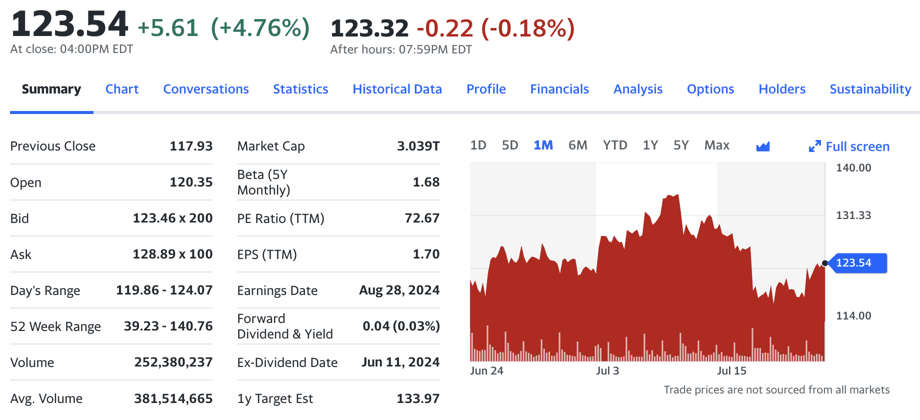 123.54 +5.61 (+4.76%) 123.32 -0.22 (-0.18%)
At close: 04:00PM EDT After hours: 07:59PM EDT
Summary Chart Conversations Statistics Historical Data Profile Financials Analysis Options Holders Sustainability
Previous Close 117.93
Open 120.35
Bid 123.46 x 200
Ask 128.89 x 100
Day's Range 119.86 - 124.07
52 Week Range 39.23 - 140.76
Volume 252,380,237
Avg. Volume 381,514,665
Market Cap 3.039T
Beta (5Y
Monthly) 1.68
PE Ratio (TTM) 72.67
EPS (TTM) 1.70
Earnings Date Aug 28, 2024
Forward
Dividend & Yield 0.04 (0.03%)
Ex-Dividend Date Jun 11, 2024
1y Target Est 133.97
1D 5D 1M 6M YTD 1Y 5Y Max Full screen
140.00
131.33
123.54
114.00
Jun 24 Jul 3 Jul 15
Trade prices are not sourced from all markets